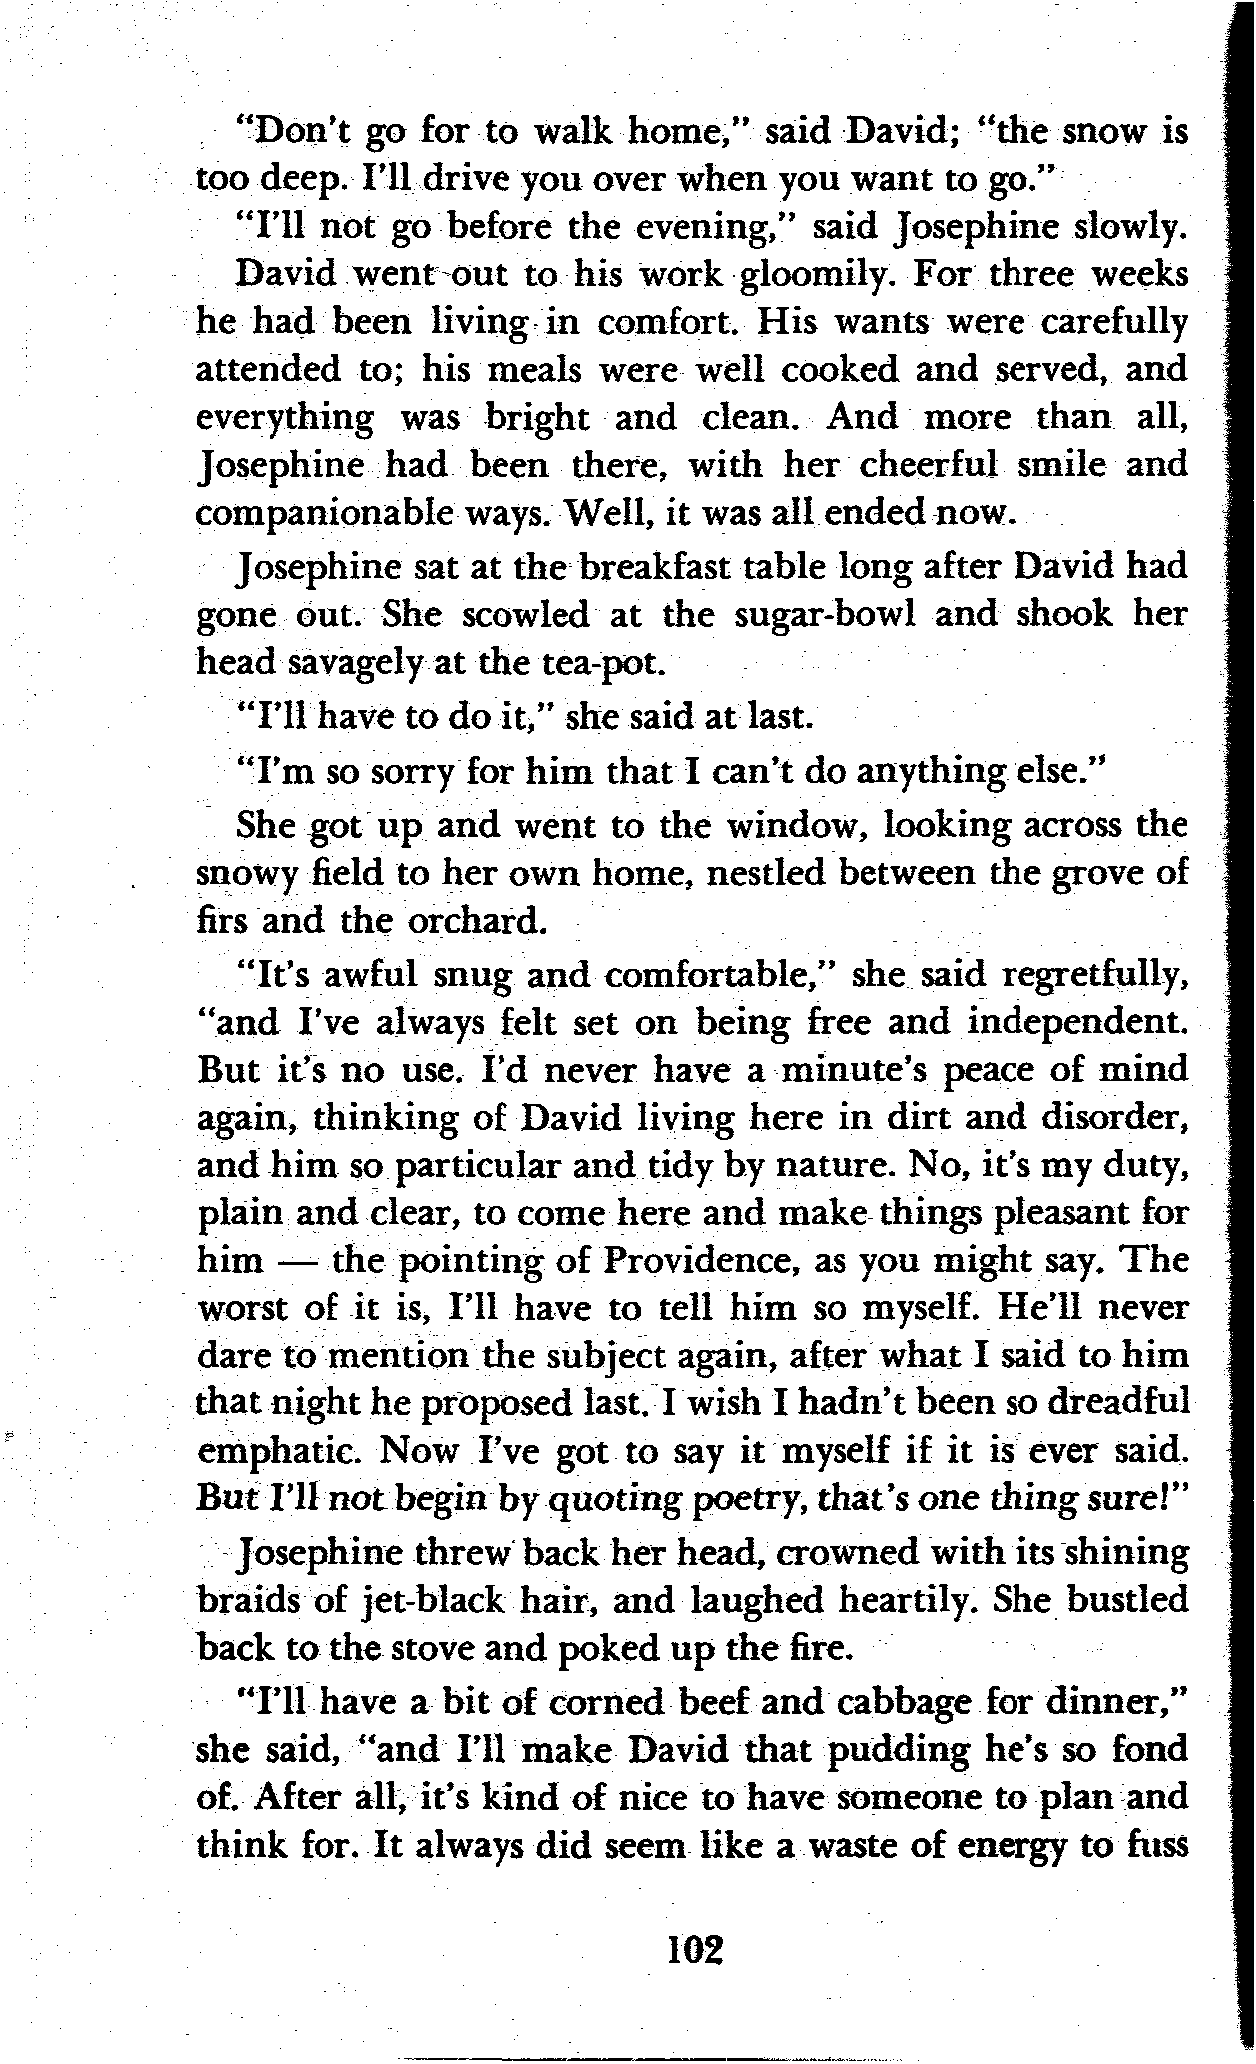 "Don't go for to walk home," said David; "the snow is
too deep. I'll drive you over when you want to go."
"I'll not go before the evening," said Josephine slowly.
David went out to his work gloomily. For three weeks
he had been living in comfort. His wants were carefully
attended to; his meals were well cooked and served, and
everything was bright and clean. And more than all,
Josephine had been there, with her cheerful smile and
companionable ways. Well, it was all ended now.
Josephine sat at the breakfast table long after David had
gone out. She scowled at the sugar-bowl and shook her
head savagely at the tea-pot.
"I'll have to do it," she said at last.
"I'm so sorry for him that I can't do anything else."
She got up and went to the window, looking across the
snowy field to her own home, nestled between the grove of
firs and the orchard.
"It's awful snug and comfortable," she said regretfully,
"and I've always felt set on being free and independent.
But it's no use. I'd never have a minute's peace of mind
again, thinking of David living here in dirt and disorder,
and him so particular and tidy by nature. No, it's my duty,
plain and clear, to come here and make things pleasant for
him — the pointing of Providence, as you might say. The
worst of it is, I'll have to tell him so myself. He'll never
dare to mention the subject again, after what I said to him
that night he proposed last. I wish I hadn't been so dreadful
emphatic. Now I've got to say it myself if it is ever said.
But I'll not begin by quoting poetry, that's one thing sure!"
Josephine threw back her head, crowned with its shining
braids of jet-black hair, and laughed heartily. She bustled
back to the stove and poked up the fire.
"I'll have a bit of corned beef and cabbage for dinner,"
she said, "and I'll make David that pudding he's so fond
of. After all, it's kind of nice to have someone to plan and
think for. It always did seem like a waste of energy to fuss
102